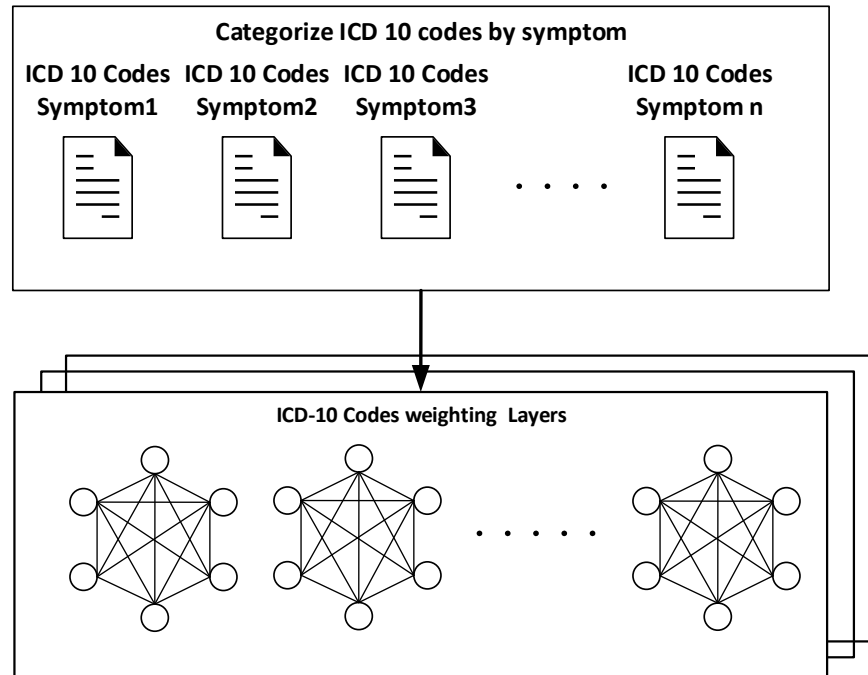 Categorize ICD 10 codes by symptom
ICD 10 Codes ICD 10 Codes ICD 10 Codes ICD 10 Codes
Symptom1 Symptom2 Symptom3 Symptom n
. . . .
ICD-10 Codes weighting Layers
. . . . .